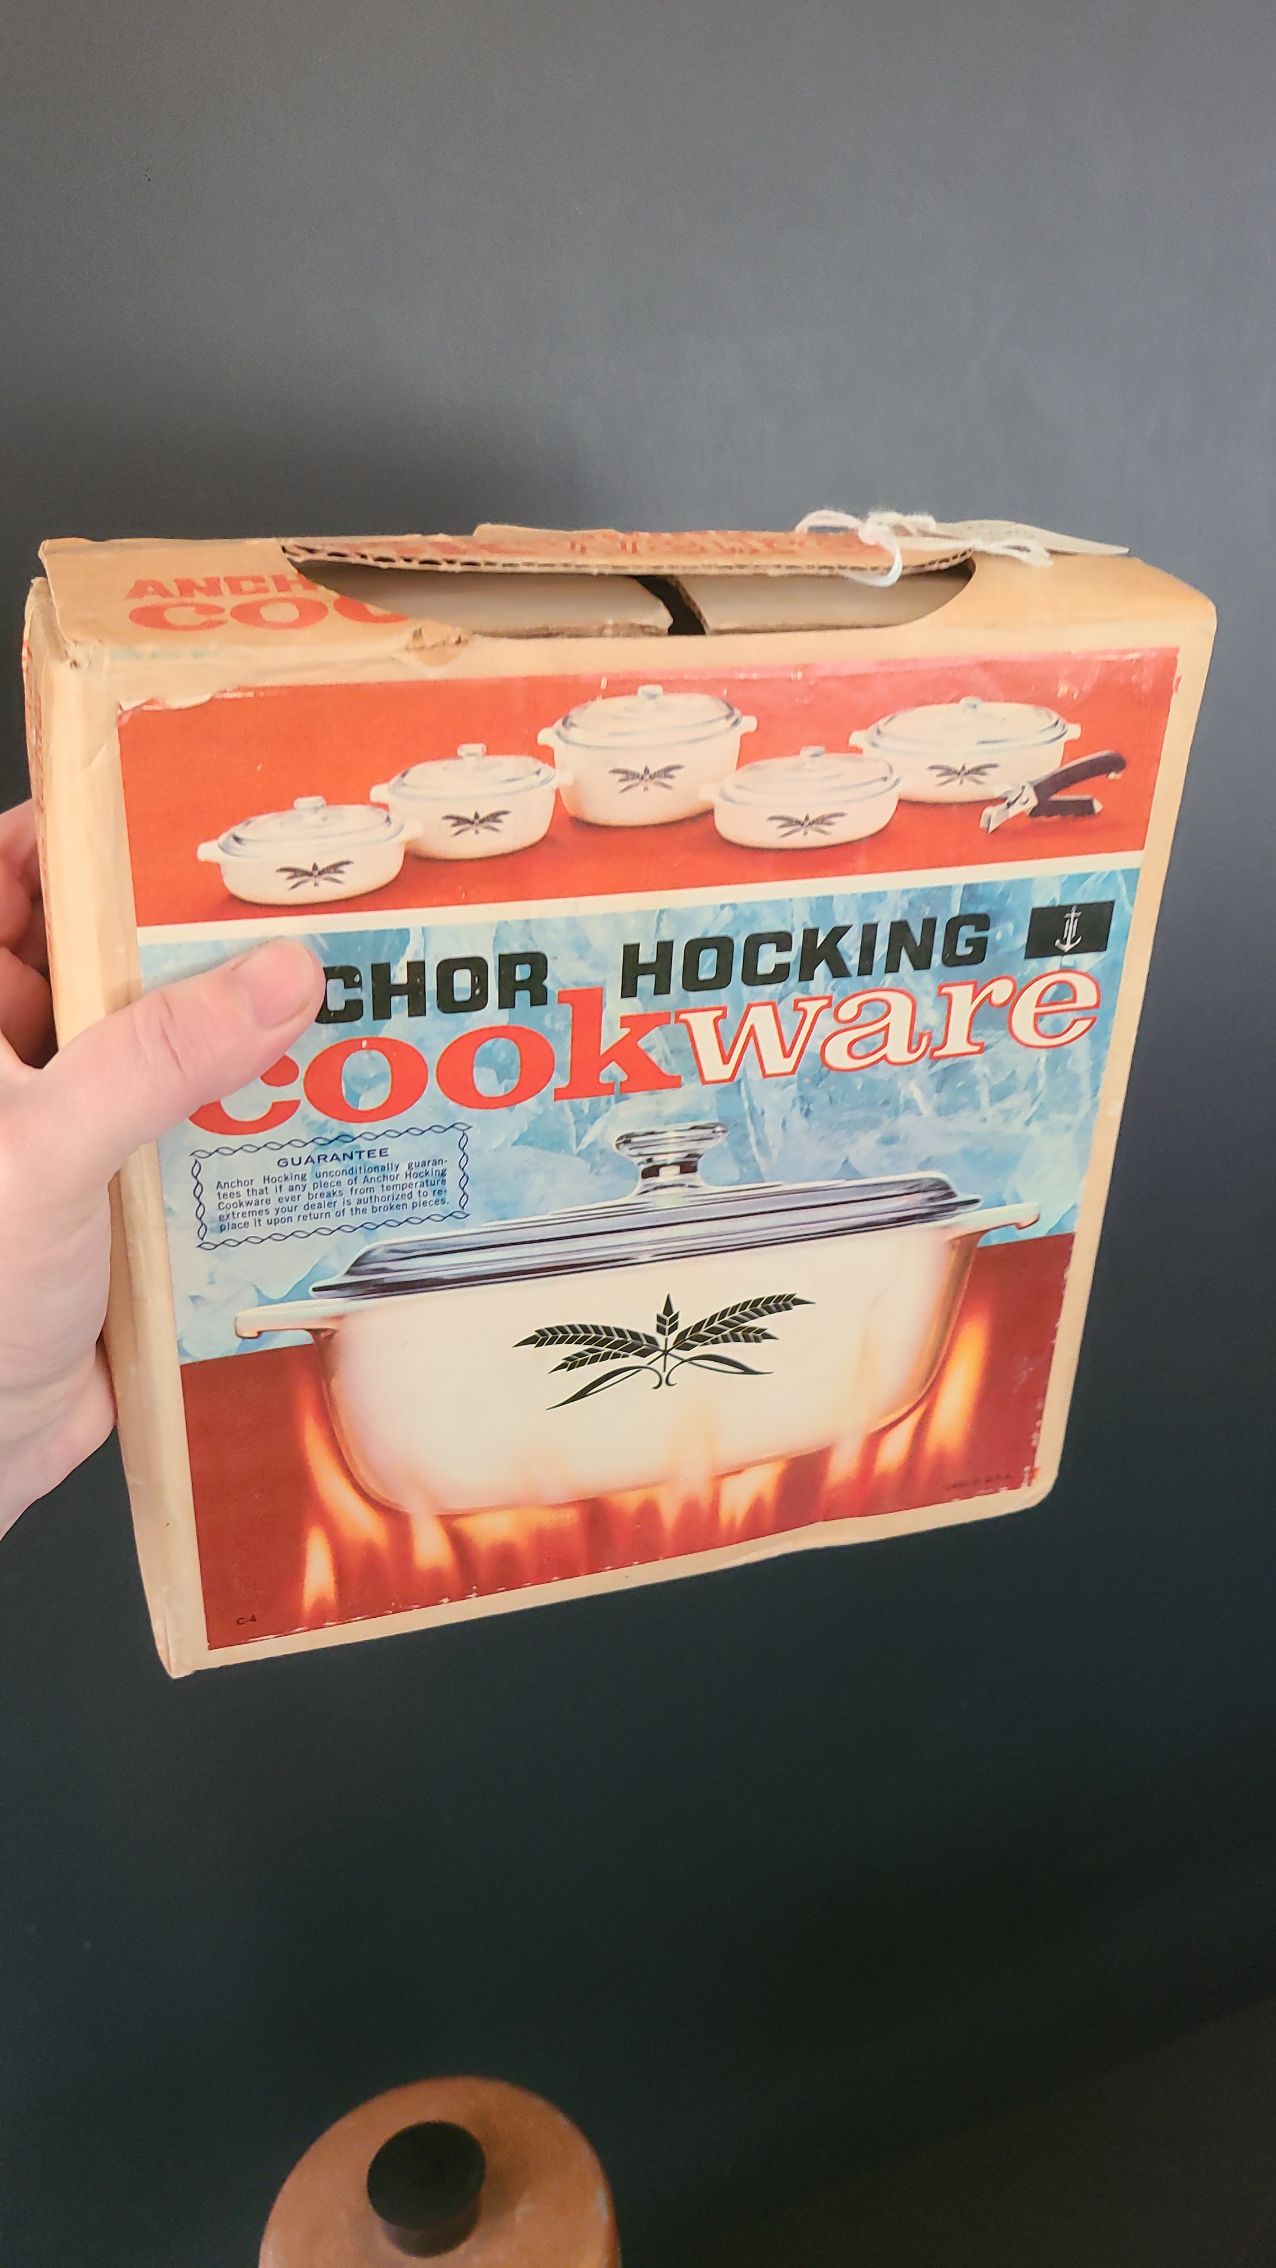 ANCH
COO
CHOR HOCKING
cookware
GUARANTEE
Anchor Hocking unconditionally guaran-
tees that if any piece of Anchor Hocking
Cookware ever breaks from temperature
extremes your dealer is authorized to re-
place it upon return of the broken pieces.
C-4